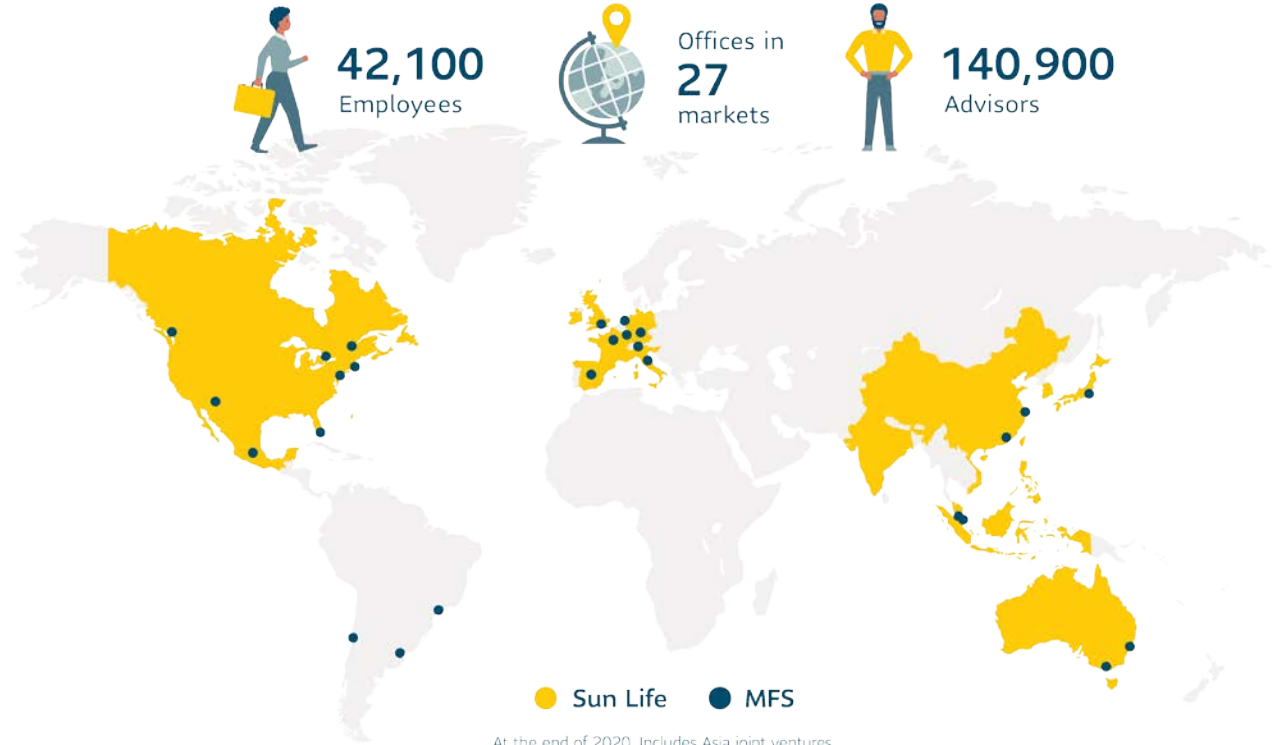 42,100
Employees
Offices in
27
markets
140,900
Advisors
Sun Life
MFS
At the end of 2020. Includes Asia joint ventures